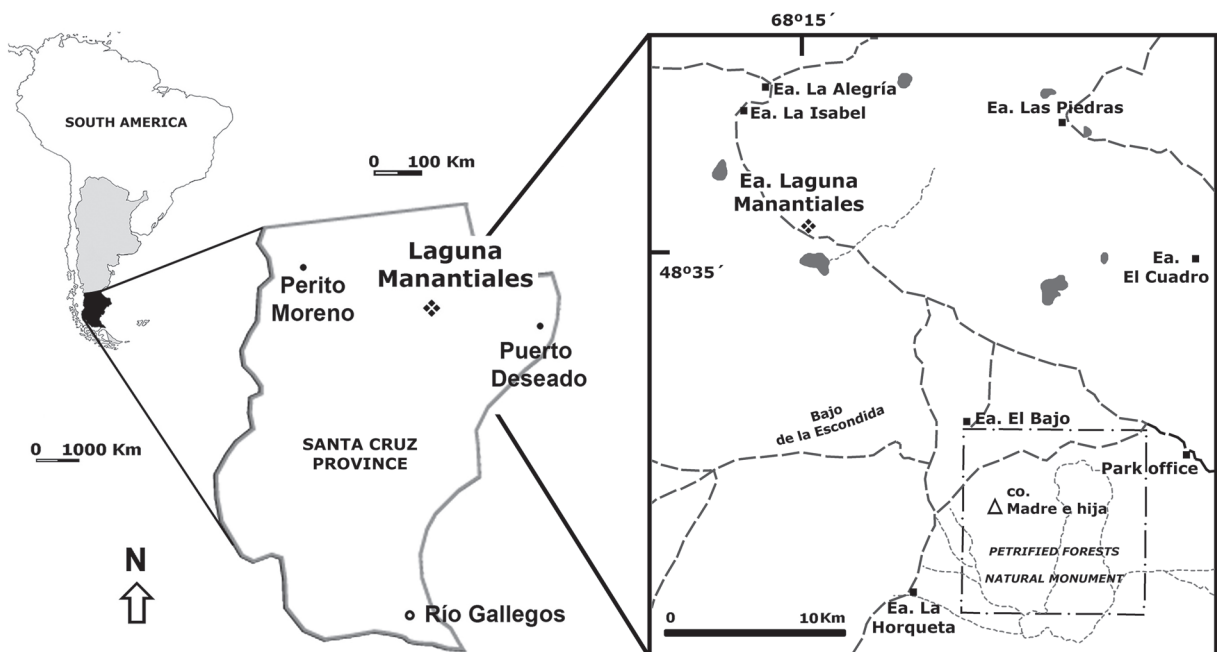 SOUTH AMERICA
0 1000 Km
N
0 100 Km
Laguna
Manantiales
Perito
Moreno
Puerto
Deseado
SANTA CRUZ
PROVINCE
Río Gallegos
68º15´
48º35´
Ea. La Alegría
Ea. La Isabel
Ea. Las Piedras
Ea. Laguna
Manantiales
Ea.
El Cuadro
Bajo
de la Escondida
Ea. El Bajo
Park office
co.
Madre e hija
PETRIFIED FORESTS
NATURAL MONUMENT
Ea. La
Horqueta
0 10Km